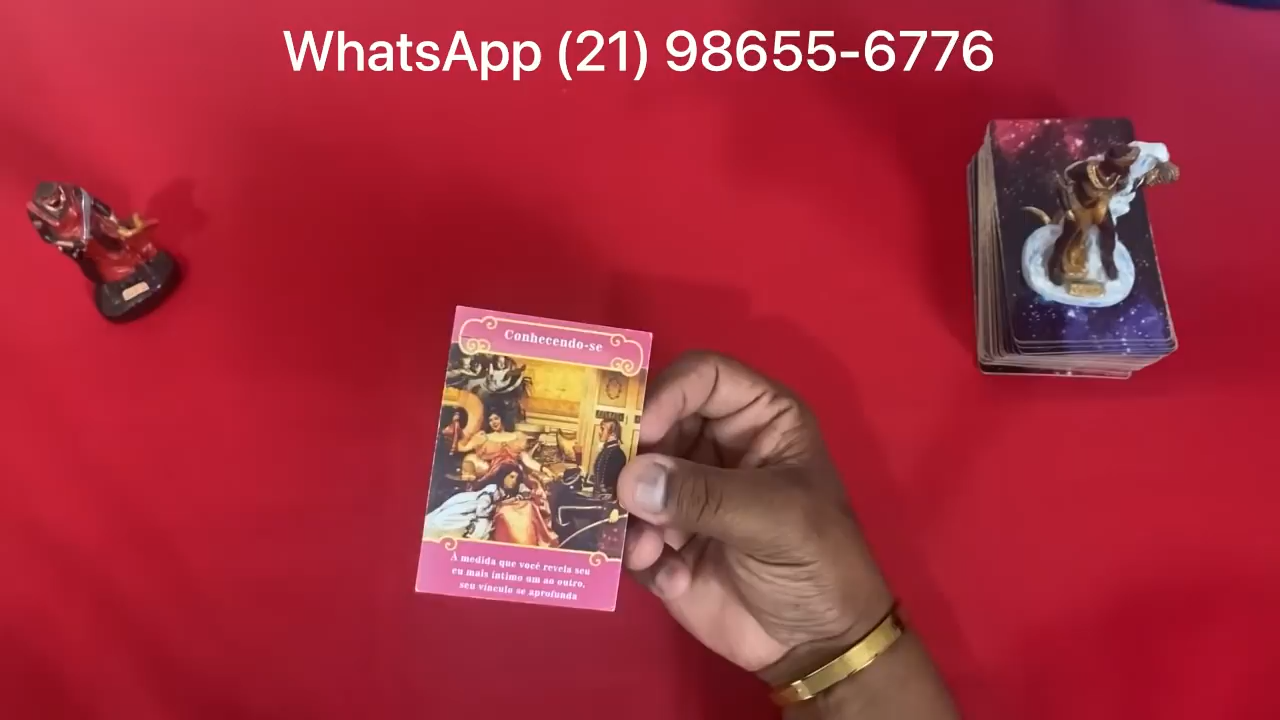 WhatsApp (21) 98655-6776
Conhecendo-se
À medida que você revela seu
eu mais íntimo um ao outro,
seu vínculo se aprofunda